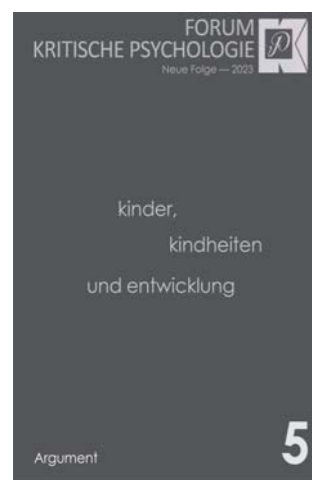 FORUM
KRITISCHE PSYCHOLOGIE
Neue Folge — 2023
kinder,
kindheiten
und entwicklung
Argument
5